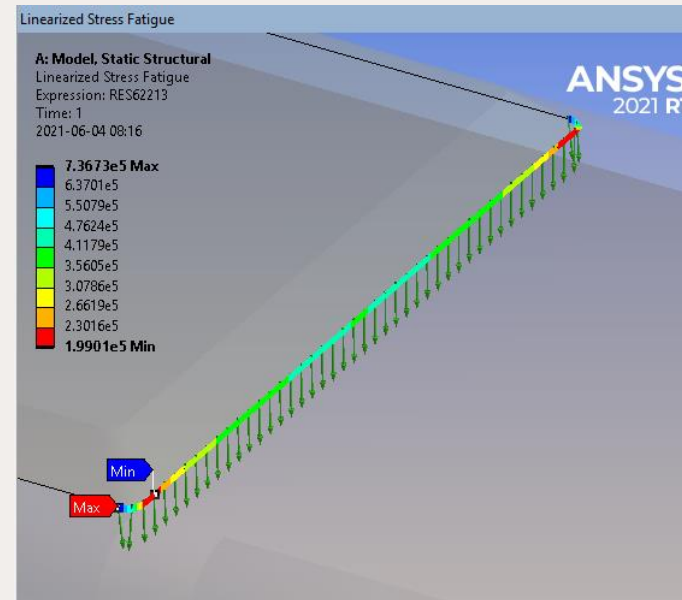 Linearized Stress Fatigue
A: Model, Static Structural
Linearized Stress Fatigue
Expression: RES62213
Time: 1
2021-06-04 08:16
ANSYS
2021 R
7.3673e5 Max
6.3701e5
5.5079e5
4.7624e5
4.1179e5
3.5605e5
3.0786e5
2.6619e5
2.3016e5
1.9901e5 Min
Min
Max